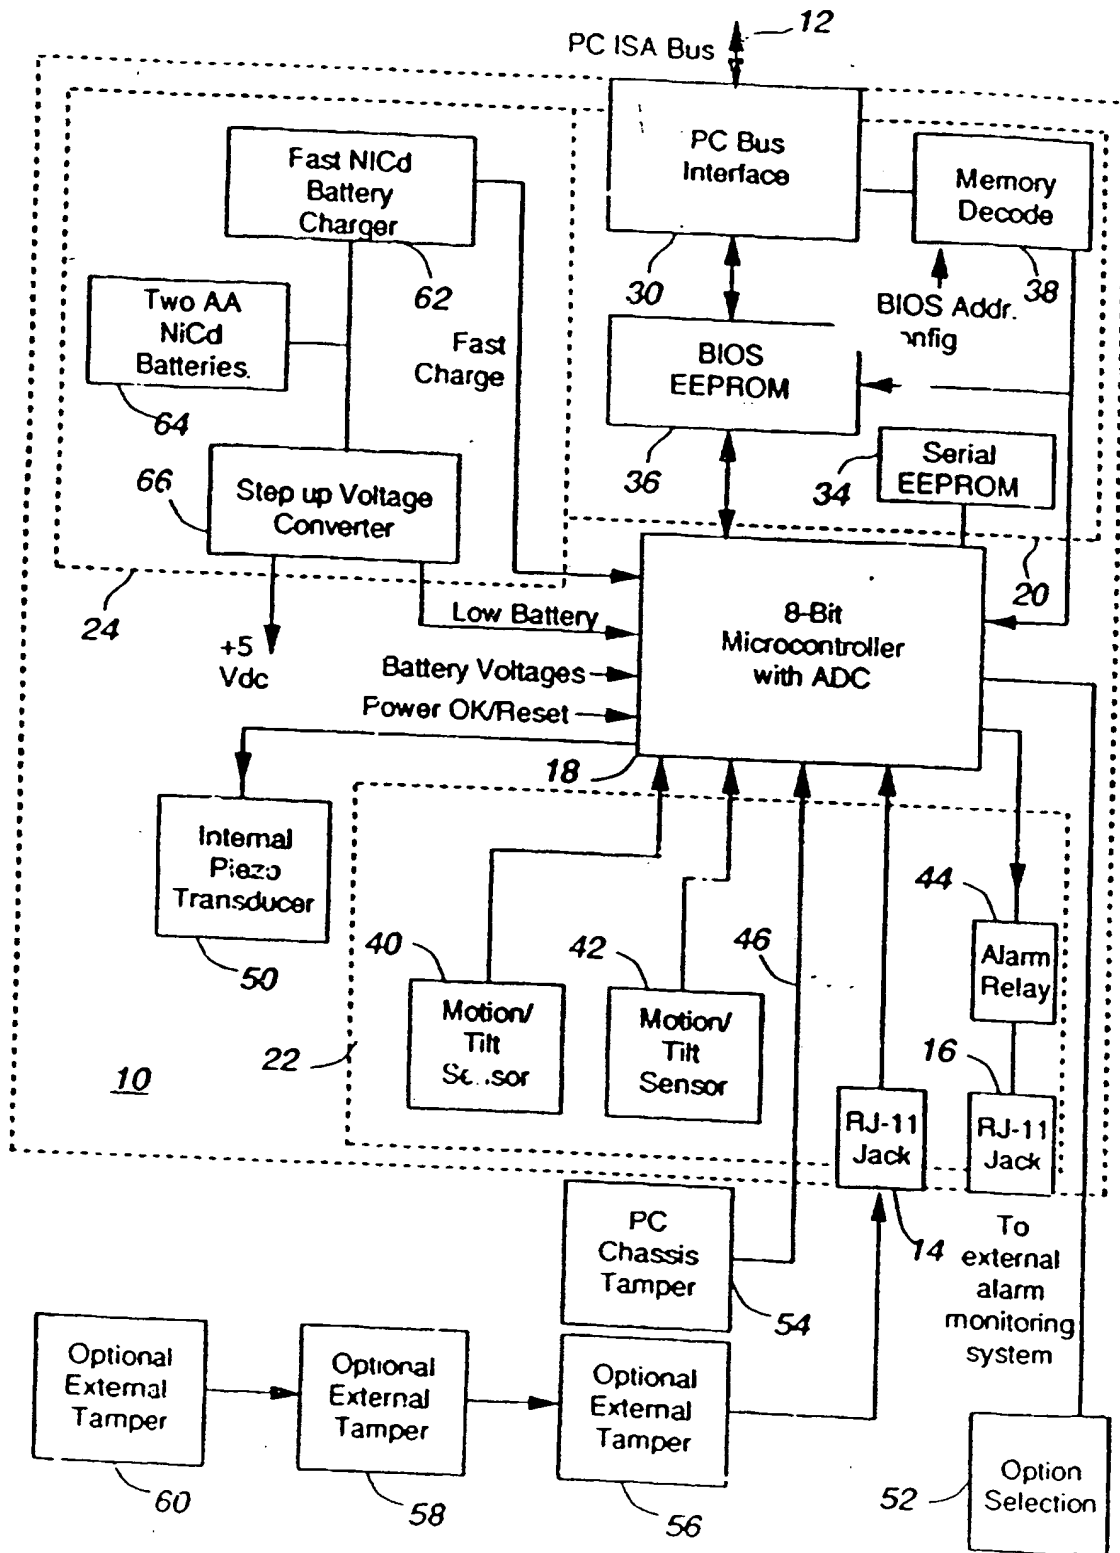 12
PC ISA Bus
Fast NICd
Battery
Charger
62
PC Bus
Interface
30
Memory
Decode
38
Two AA
NiCd
Batteries.
64
Fast
Charge
BIOS Addr.
BIOS
EEPROM
36
Serial
EEPROM
34
66
Step up Voltage
Converter
24
+5
Vdc
Low Battery
Battery Voltages
Power OK/Reset
8-Bit
Microcontroller
with ADC
18
20
Internal
Piezo
Transducer
50
40
Motion/
Tilt
42
Motion/
Tilt
Sensor
46
44
Alarm
Relay
22
10
16
RJ-11
Jack
RJ-11
Jack
14
PC
Chassis
Tamper
54
To
external
alarm
monitoring
system
Optional
External
Tamper
60
Optional
External
Tamper
58
Optional
External
Tamper
56
52
Option
Selection